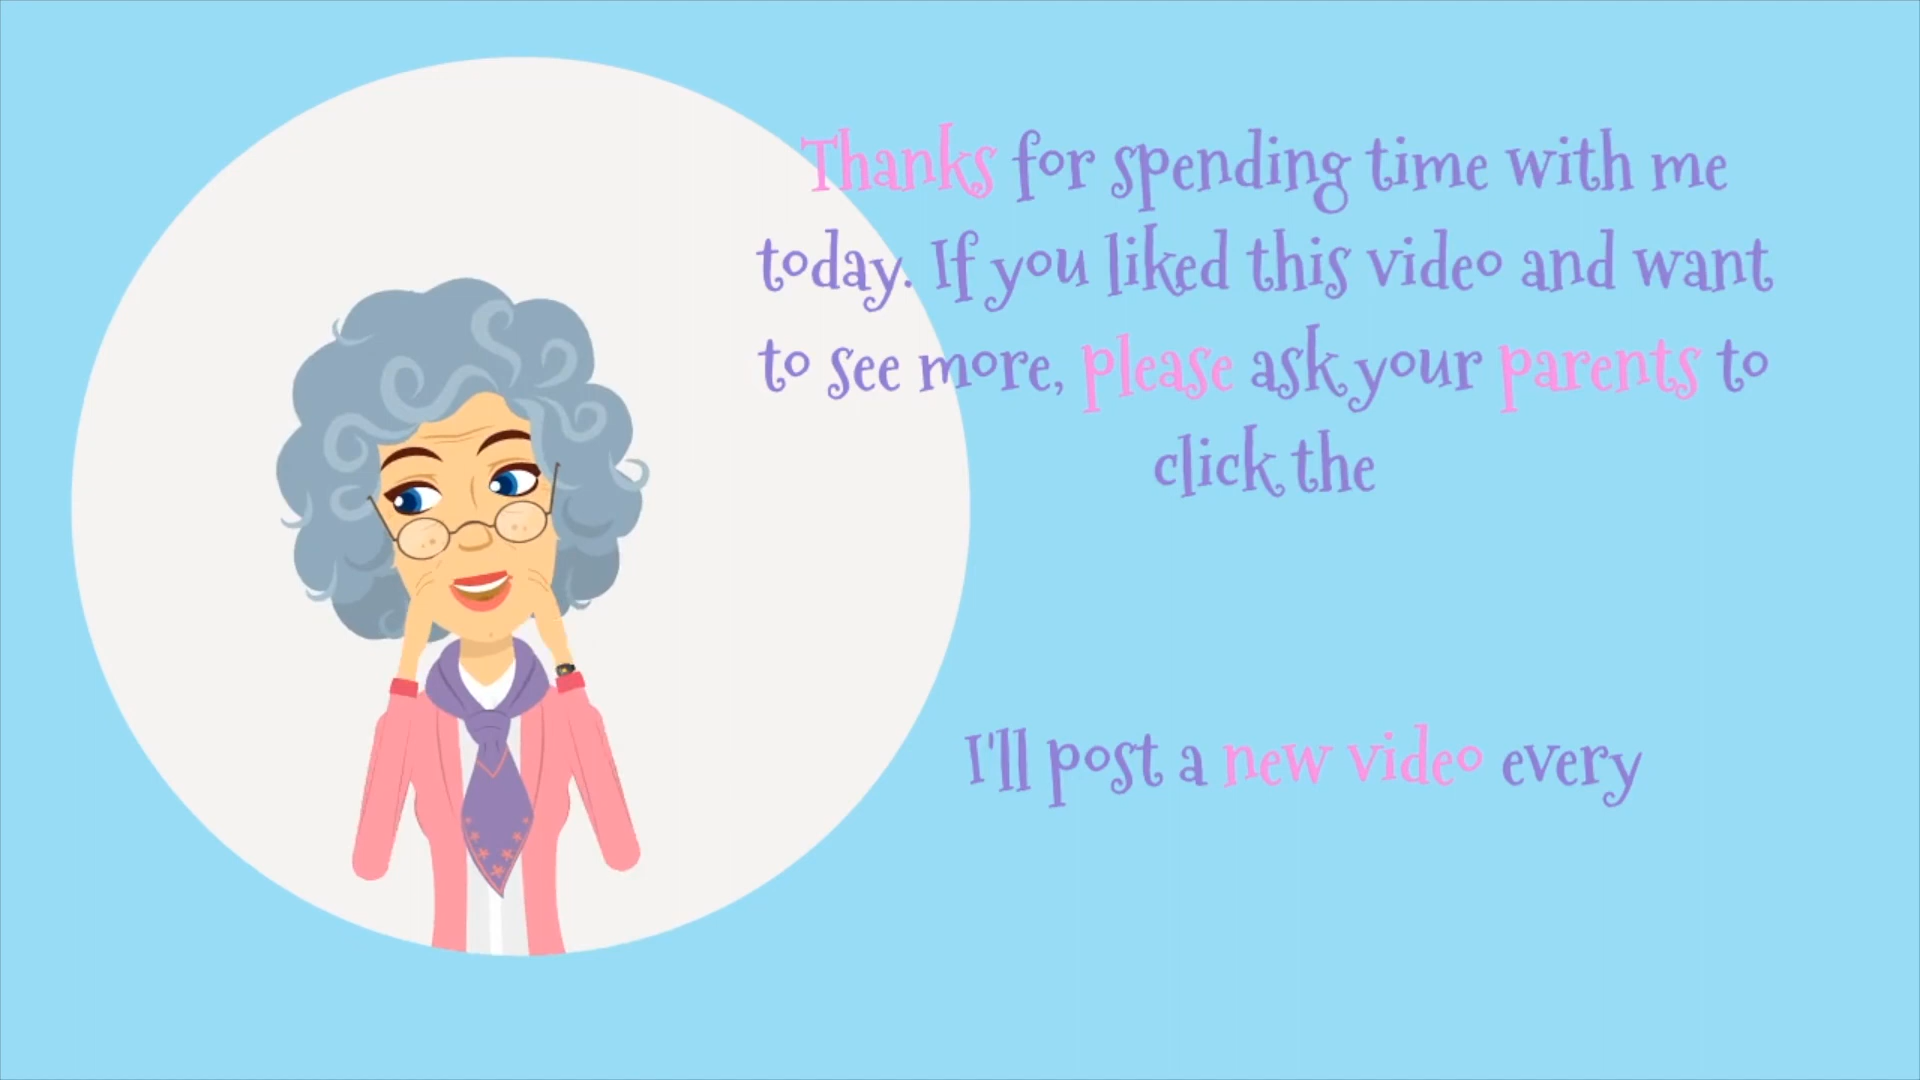 Thanks for spending time with me
today. If you liked this video and want
to see more, please ask your parents to
click the
I'll post a new video every